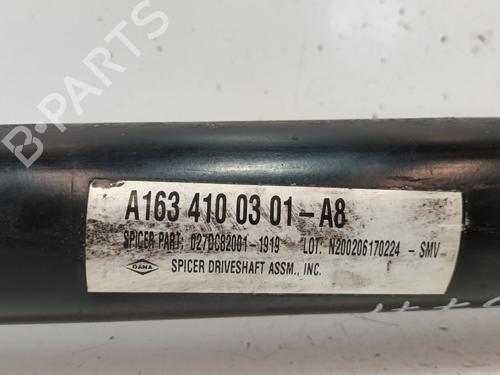 B-PARTS
A163 410 03 01-A8
SPICER PART: 027DC82001-1919 LOT: N200206170224 - SMV
DANA SPICER DRIVESHAFT ASSM., INC.